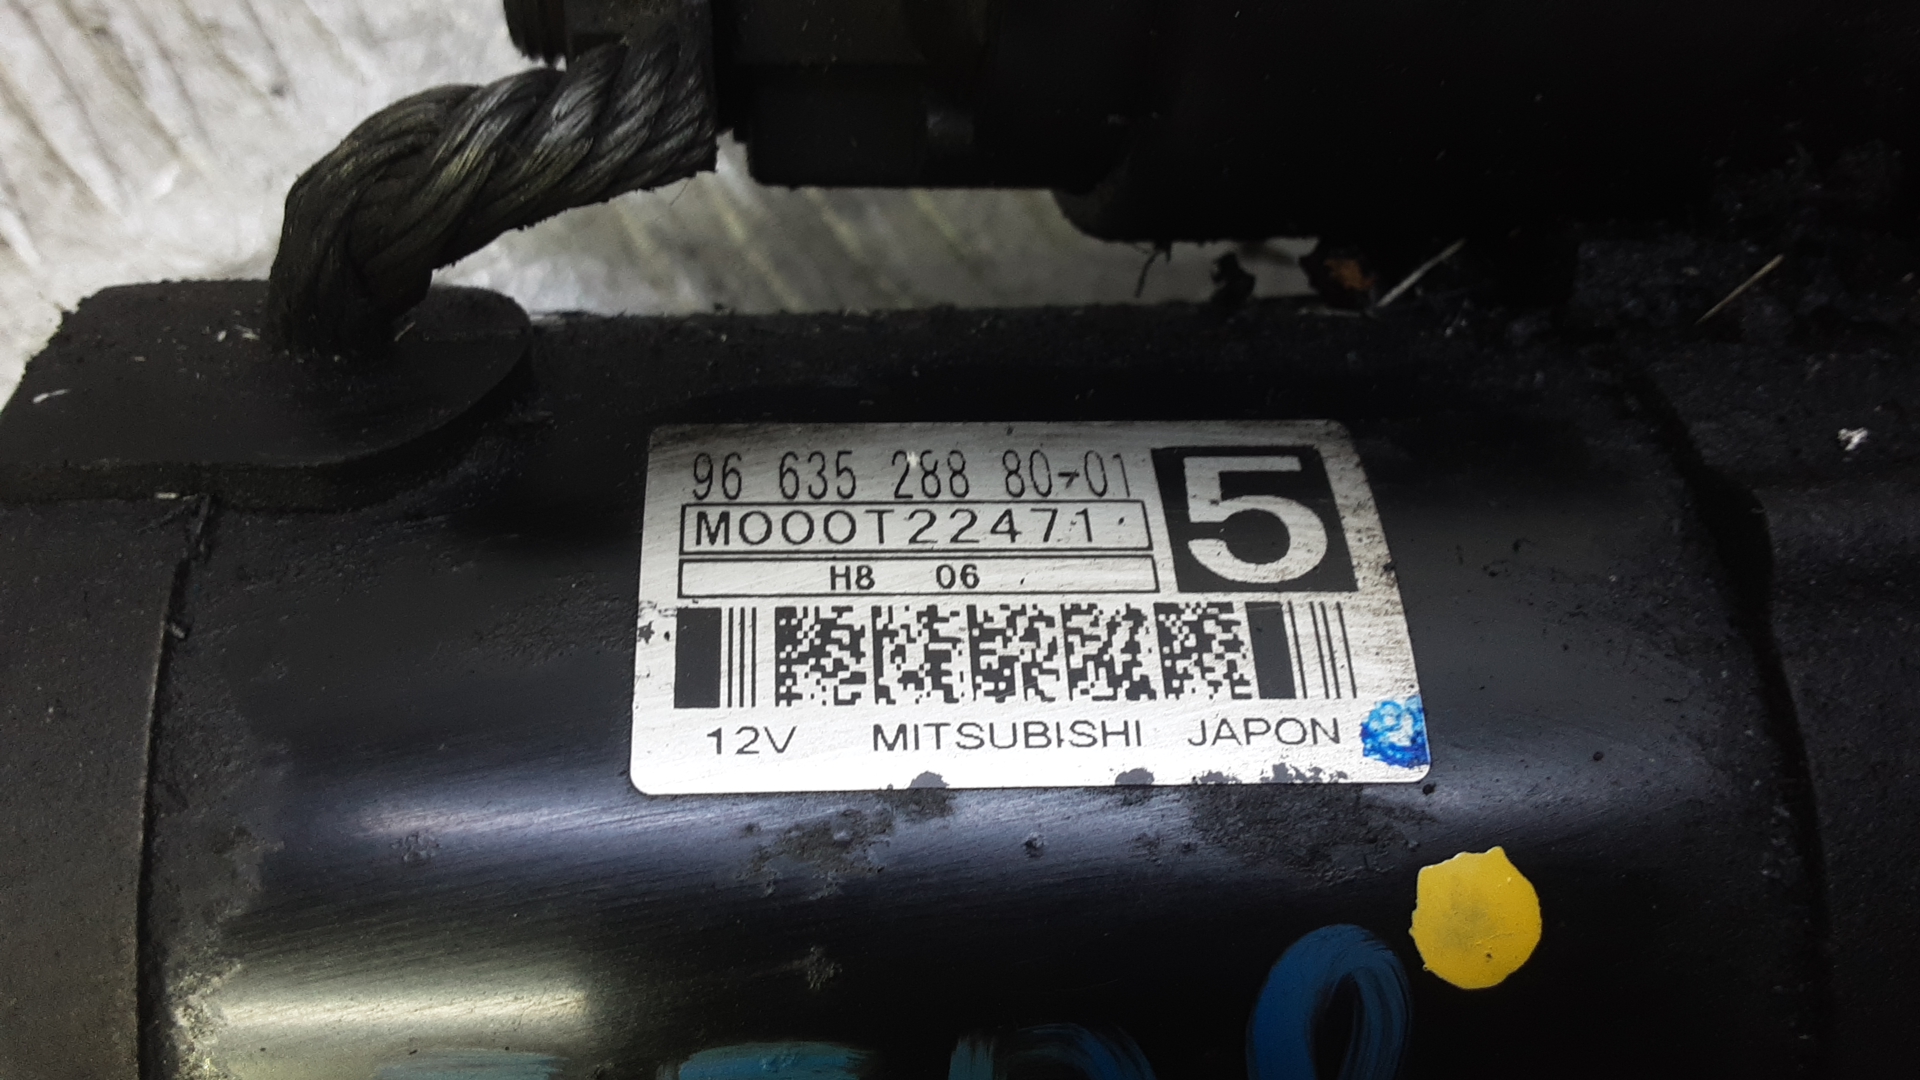 96 635 288 80-01
5
M000T22471
H8 06
12V MITSUBISHI JAPON